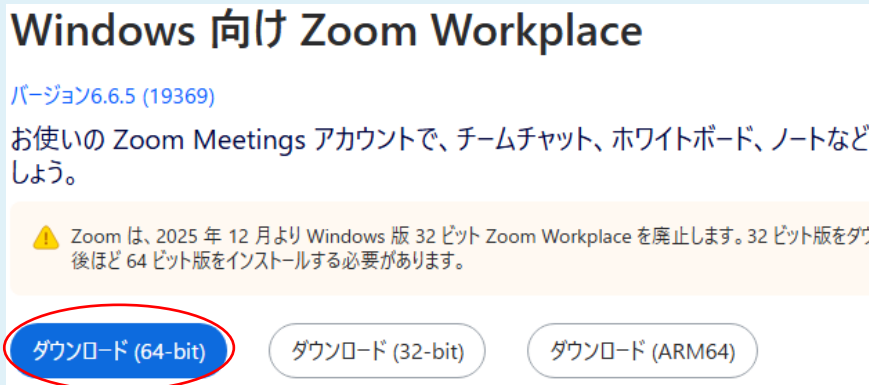 Windows 向け Zoom Workplace
バージョン6.6.5 (19369)
お使いの Zoom Meetings アカウントで、チームチャット、ホワイトボード、ノートなど
しょう。
Zoom は、2025 年 12 月より Windows 版 32 ビット Zoom Workplace を廃止します。32 ビット版をダウ
後ほど 64 ビット版をインストールする必要があります。
ダウンロード (64-bit) ダウンロード (32-bit) ダウンロード (ARM64)